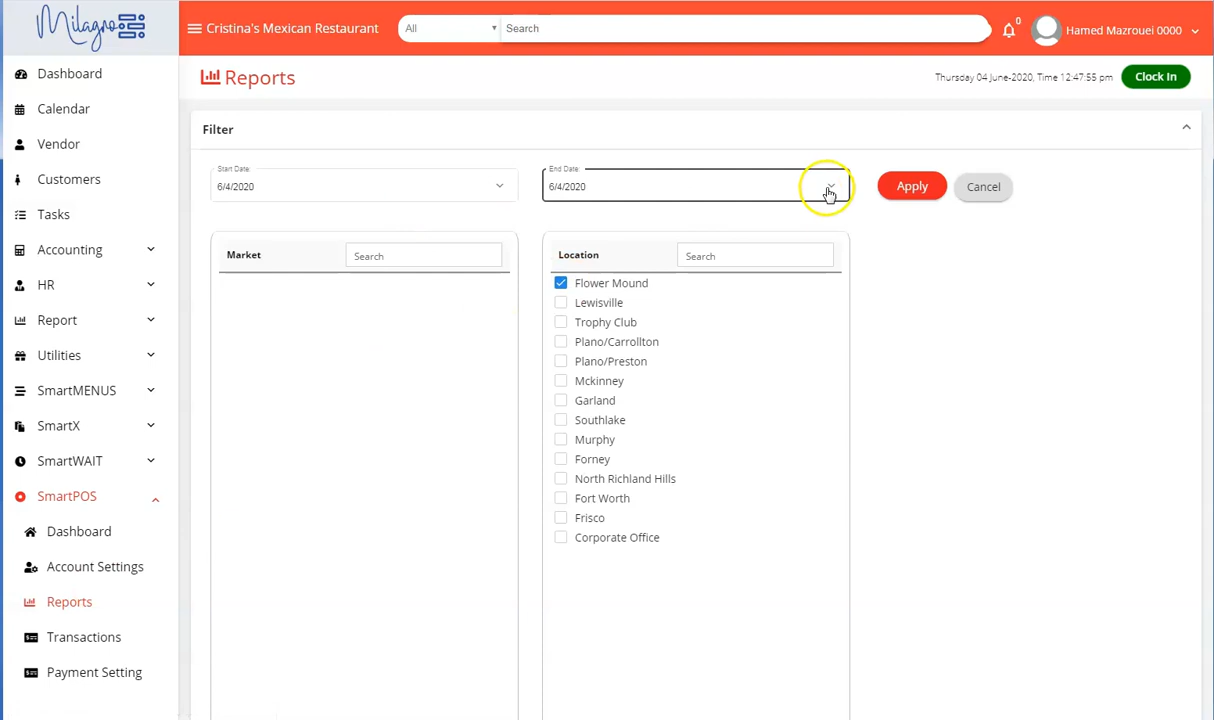 Milagro
Cristina's Mexican Restaurant
All
Search
0
Hamed Mazrouei 0000
Dashboard
Calendar
Vendor
Customers
Tasks
Accounting
HR
Report
Utilities
SmartMENUS
SmartX
SmartWAIT
SmartPOS
Dashboard
Account Settings
Reports
Transactions
Payment Setting
Reports
Thursday 04 June-2020, Time 12:47:55 pm
Clock In
Filter
Start Date:
6/4/2020
End Date:
6/4/2020
Apply
Cancel
Market
Search
Location
Search
Flower Mound
Lewisville
Trophy Club
Plano/Carrollton
Plano/Preston
Mckinney
Garland
Southlake
Murphy
Forney
North Richland Hills
Fort Worth
Frisco
Corporate Office